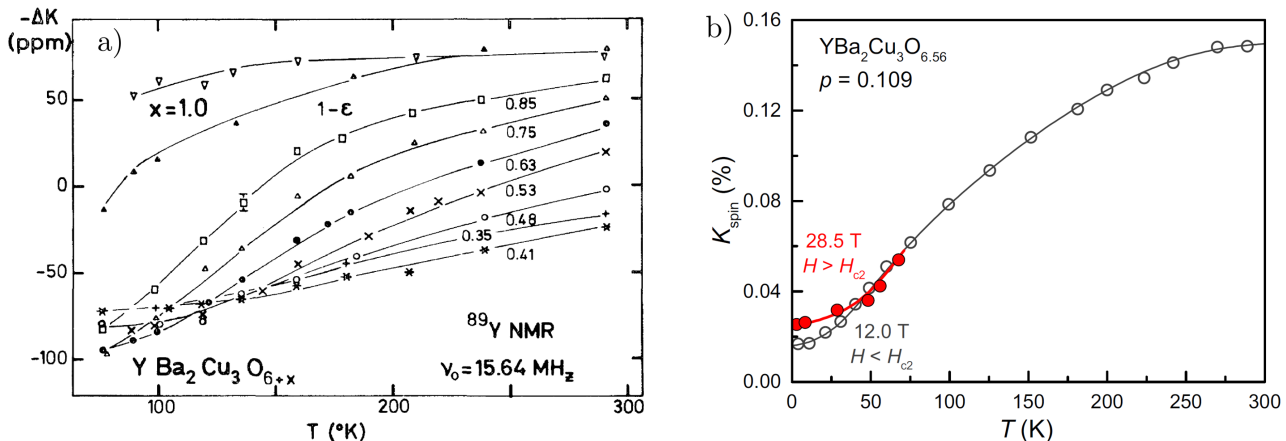 -ΔK
(ppm)
a)
50
0
-50
-100
x=1.0
1-ε
0.85
0.75
0.63
0.53
0.48
0.35
0.41
89Y NMR
Y Ba2 Cu3 O6+x
ν0=15.64 MHz
100
200
300
T (°K)
b)
0.16
0.12
0.08
0.04
0.00
Kspin (%)
YBa2Cu3O6.56
p = 0.109
28.5 T
H > Hc2
12.0 T
H < Hc2
0 50 100 150 200 250 300
T (K)